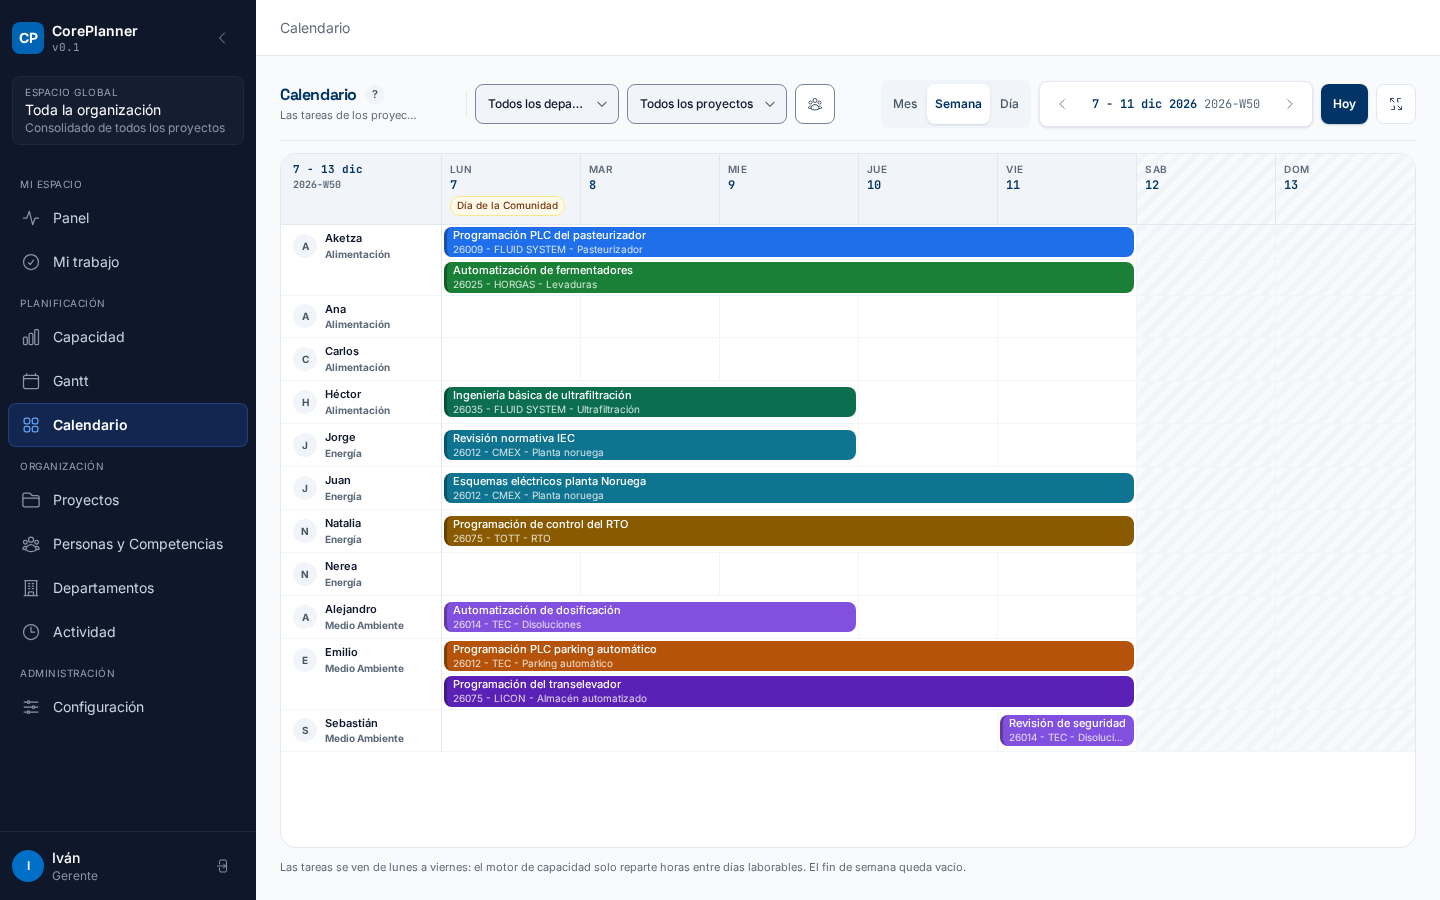 CP
CorePlanner
v0.1
ESPACIO GLOBAL
Toda la organización
Consolidado de todos los proyectos
MI ESPACIO
Panel
Mi trabajo
PLANIFICACIÓN
Capacidad
Gantt
Calendario
ORGANIZACIÓN
Proyectos
Personas y Competencias
Departamentos
Actividad
ADMINISTRACIÓN
Configuración
I
Iván
Gerente
Calendario
Calendario ?
Las tareas de los proyec...
Todos los depa...
Todos los proyectos
Mes Semana Día
7 - 11 dic 2026 2026-W50
Hoy
7 - 13 dic
2026-W50
LUN
7
Día de la Comunidad
MAR
8
MIE
9
JUE
10
VIE
11
SAB
12
DOM
13
A
Aketza
Alimentación
Programación PLC del pasteurizador
26009 - FLUID SYSTEM - Pasteurizador
Automatización de fermentadores
26025 - HORGAS - Levaduras
A
Ana
Alimentación
C
Carlos
Alimentación
H
Héctor
Alimentación
Ingeniería básica de ultrafiltración
26035 - FLUID SYSTEM - Ultrafiltración
J
Jorge
Energía
Revisión normativa IEC
26012 - CMEX - Planta noruega
J
Juan
Energía
Esquemas eléctricos planta Noruega
26012 - CMEX - Planta noruega
N
Natalia
Energía
Programación de control del RTO
26075 - TOTT - RTO
N
Nerea
Energía
A
Alejandro
Medio Ambiente
Automatización de dosificación
26014 - TEC - Disoluciones
E
Emilio
Medio Ambiente
Programación PLC parking automático
26012 - TEC - Parking automático
Programación del transelevador
26075 - LICON - Almacén automatizado
S
Sebastián
Medio Ambiente
Revisión de seguridad
26014 - TEC - Disoluci...
Las tareas se ven de lunes a viernes: el motor de capacidad solo reparte horas entre días laborables. El fin de semana queda vacío.